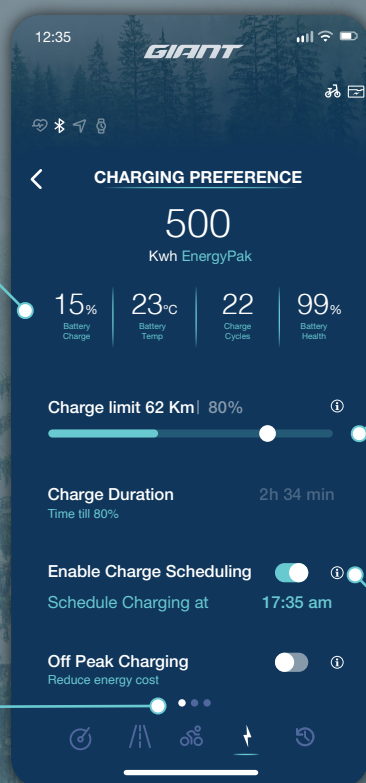 12:35
GIANT
CHARGING PREFERENCE
500
Kwh EnergyPak
15% 23°C 22 99%
Battery Charge Battery Temp Charge Cycles Battery Health
Charge limit 62 Km| 80%
Charge Duration 2h 34 min
Time till 80%
Enable Charge Scheduling
Schedule Charging at 17:35 am
Off Peak Charging
Reduce energy cost